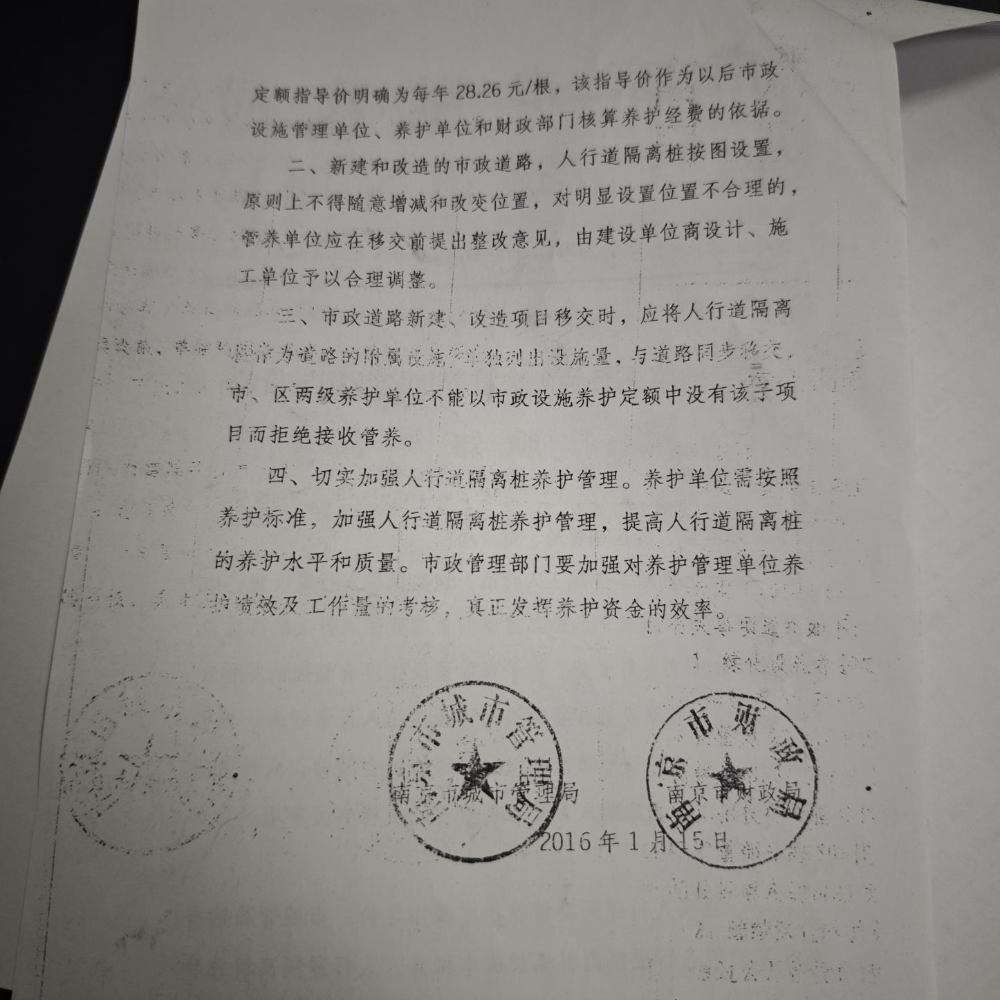 定额指导价明确为每年 28.26 元/根，该指导价作为以后市政
设施管理单位、养护单位和财政部门核算养护经费的依据。
二、新建和改造的市政道路，人行道隔离桩按图设置，
原则上不得随意增减和改变位置，对明显设置位置不合理的，
管养单位应在移交前提出整改意见，由建设单位商设计、施
工单位予以合理调整。
三、市政道路新建、改造项目移交时，应将人行道隔离
桩作为道路的附属设施单独列出设施量，与道路同步移交，
市、区两级养护单位不能以市政设施养护定额中没有该子项
目而拒绝接收管养。
四、切实加强人行道隔离桩养护管理。养护单位需按照
养护标准，加强人行道隔离桩养护管理，提高人行道隔离桩
的养护水平和质量。市政管理部门要加强对养护管理单位养
护绩效及工作量的考核，真正发挥养护资金的效率。
南京市城市管理局
南京市财政局
南京市城市管理局
南京市财政局
2016 年 1 月 15 日